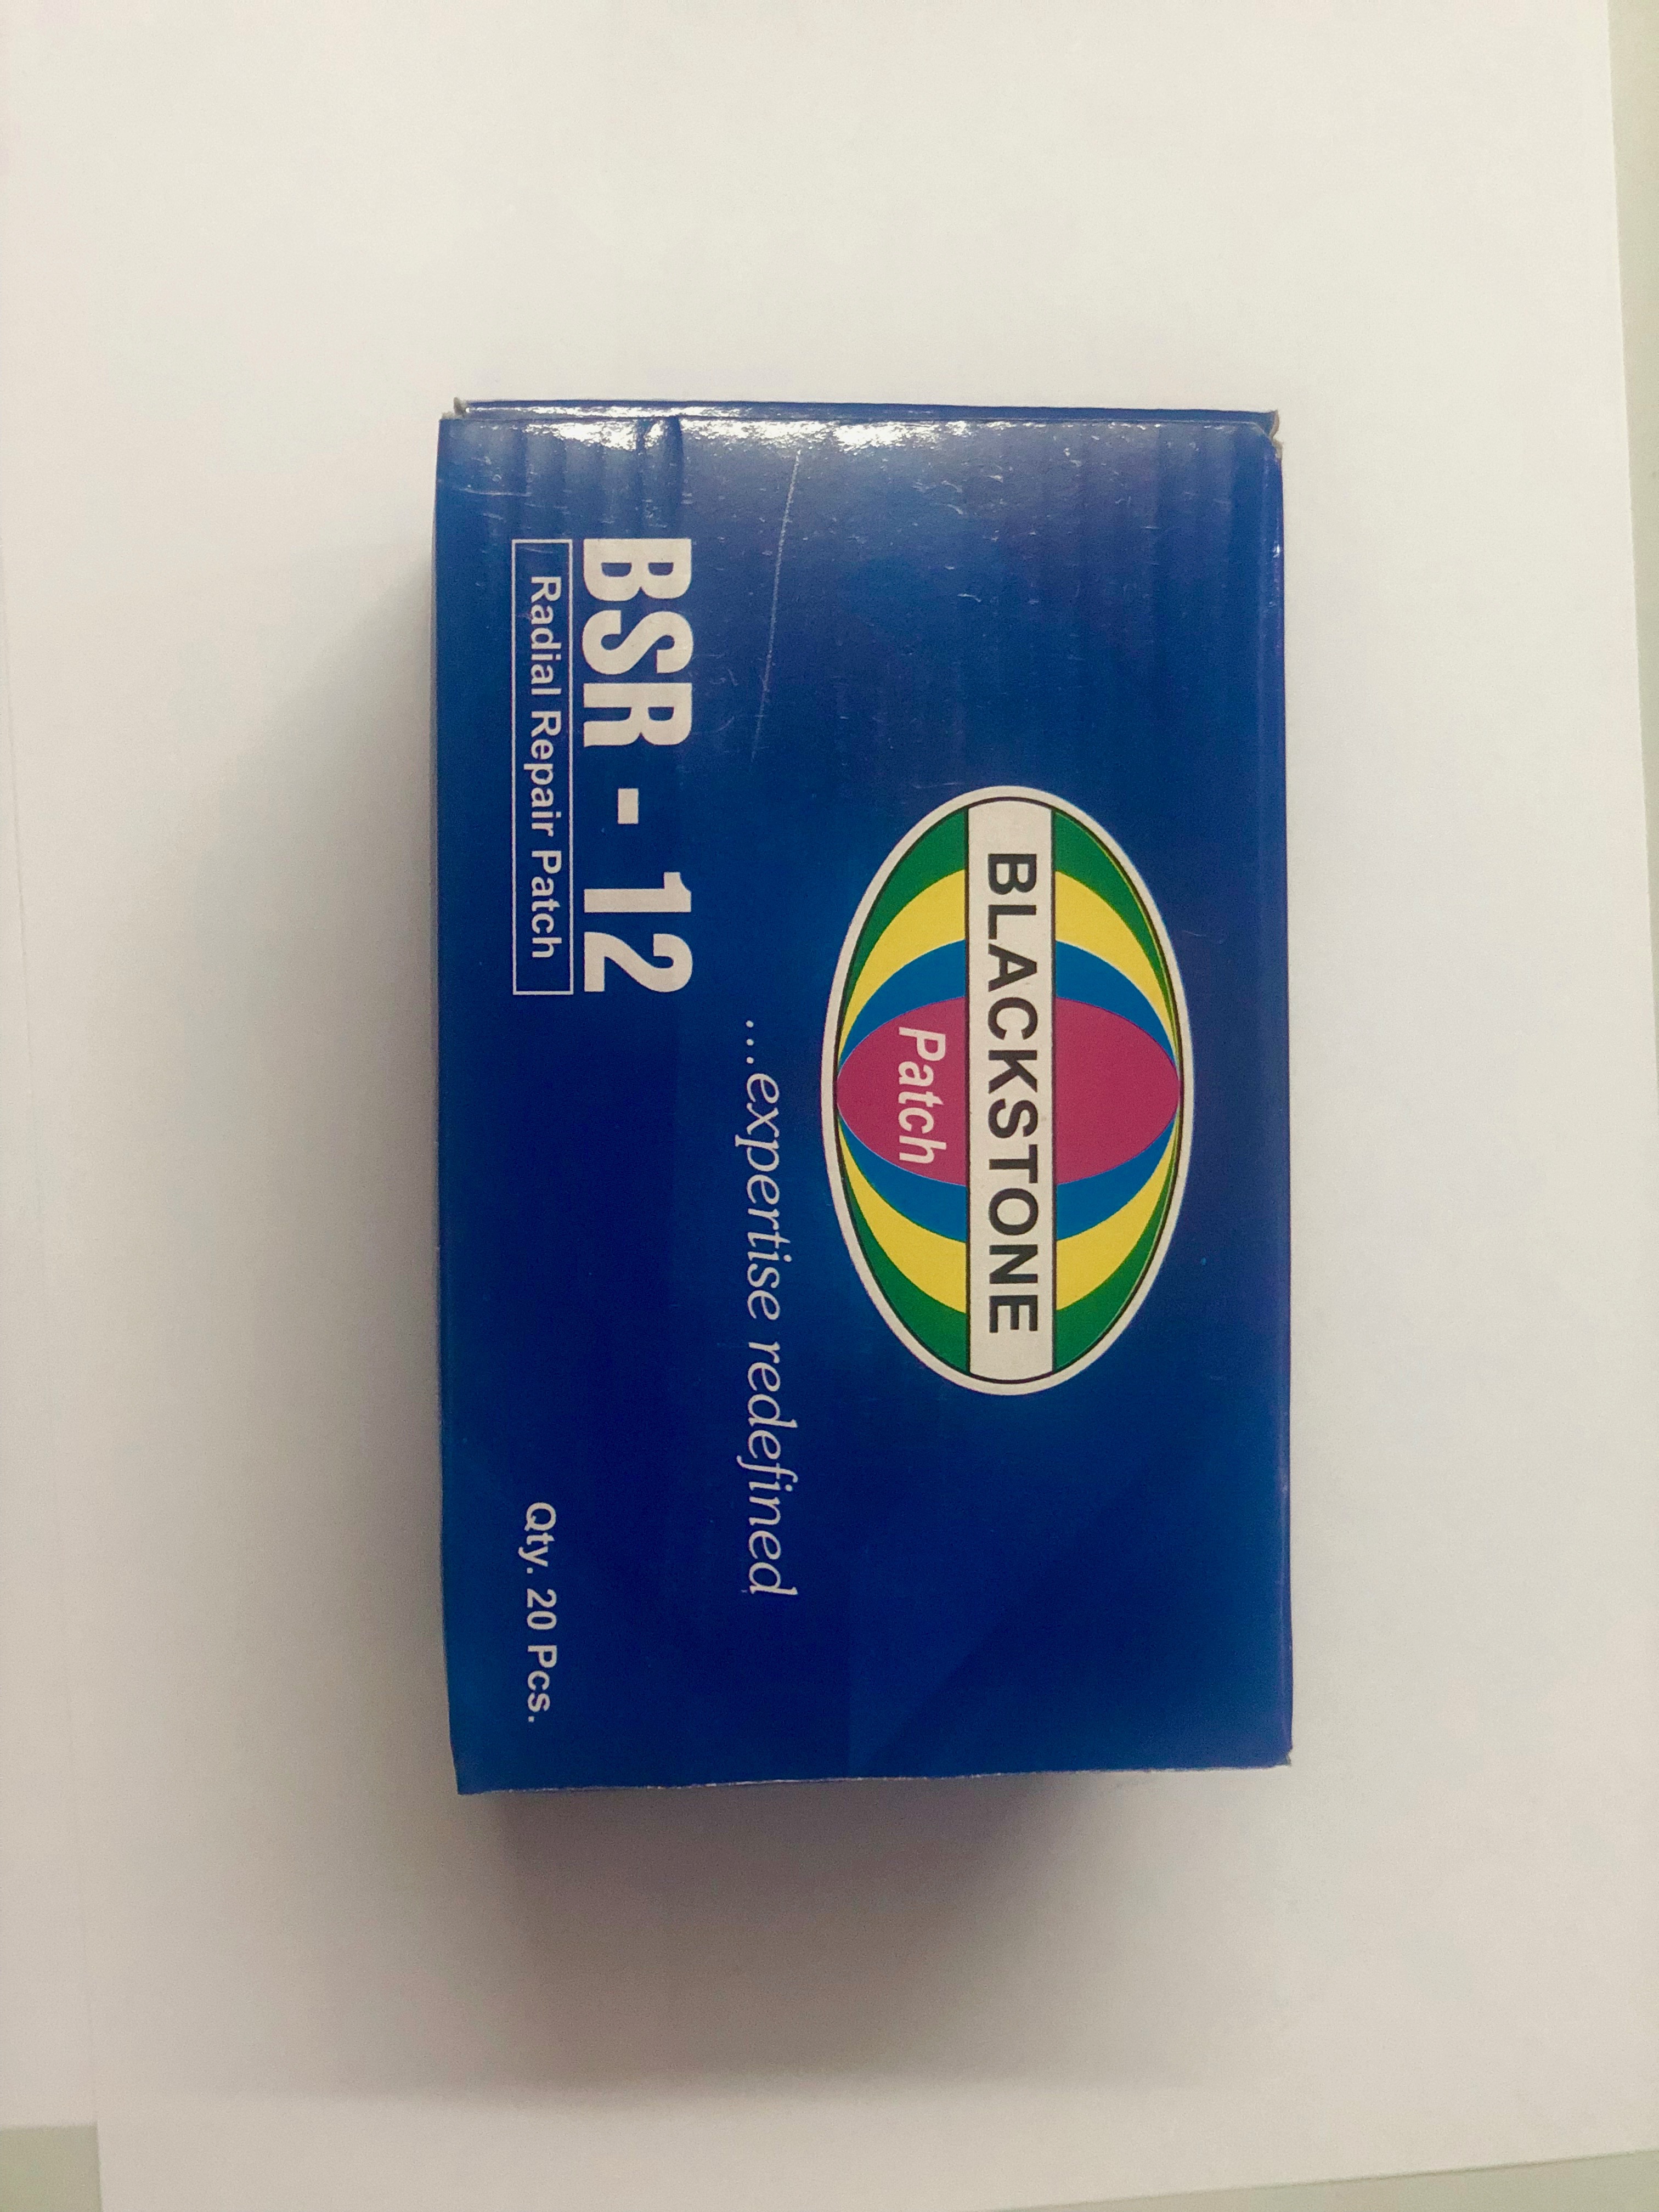 BLACKSTONE
Patch
...expertise redefined
BSR - 12
Radial Repair Patch
Qty. 20 Pcs.